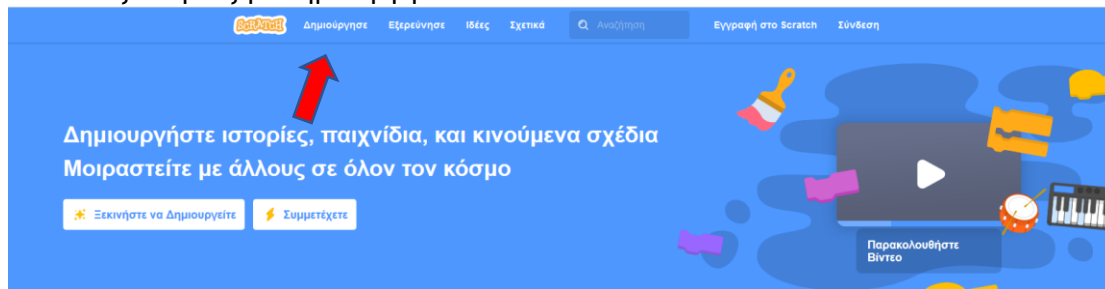 SCRATCH Δημιούργησε Εξερεύνησε Ιδέες Σχετικά Αναζήτηση Εγγραφή στο Scratch Σύνδεση
Δημιουργήστε ιστορίες, παιχνίδια, και κινούμενα σχέδια
Μοιραστείτε με άλλους σε όλον τον κόσμο
Ξεκινήστε να Δημιουργείτε Συμμετέχετε
Παρακολουθήστε
Βίντεο